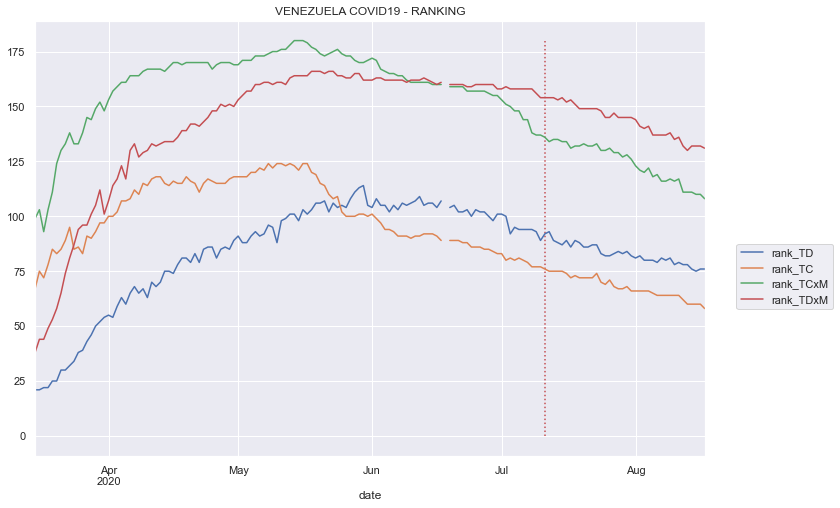 VENEZUELA COVID19 - RANKING
175
150
125
100
75
50
25
0
Apr
2020
May
Jun
Jul
Aug
date
rank_TD
rank_TC
rank_TCxM
rank_TDxM